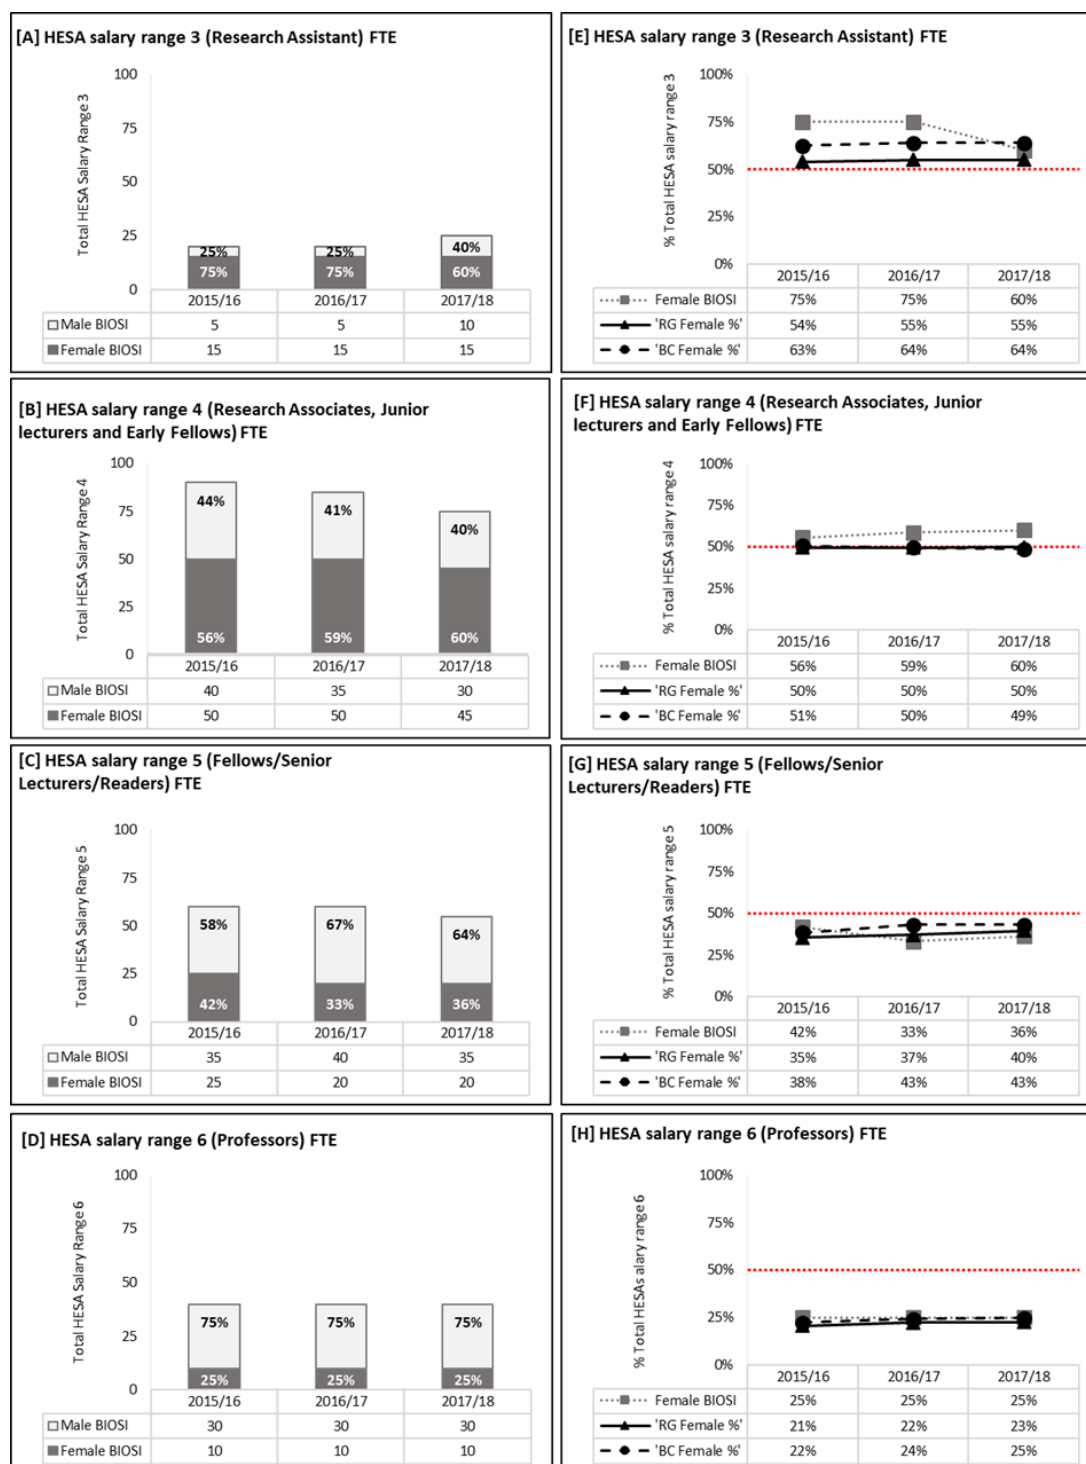 [A] HESA salary range 3 (Research Assistant) FTE
Total HESA Salary Range 3
100
75
50
25
0
25% 25% 40%
75% 75% 60%
2015/16 2016/17 2017/18
Male BIOSI 5 5 10
Female BIOSI 15 15 15
[E] HESA salary range 3 (Research Assistant) FTE
% Total HESA salary range 3
100%
75%
50%
25%
0%
2015/16 2016/17 2017/18
Female BIOSI 75% 75% 60%
'RG Female %' 54% 55% 55%
'BC Female %' 63% 64% 64%
[B] HESA salary range 4 (Research Associates, Junior
lecturers and Early Fellows) FTE
Total HESA Salary Range 4
100
75
50
25
0
44% 41% 40%
56% 59% 60%
2015/16 2016/17 2017/18
Male BIOSI 40 35 30
Female BIOSI 50 50 45
[F] HESA salary range 4 (Research Associates, Junior
lecturers and Early Fellows) FTE
% Total HESA salary range 4
100%
75%
50%
25%
0%
2015/16 2016/17 2017/18
Female BIOSI 56% 59% 60%
'RG Female %' 50% 50% 50%
'BC Female %' 51% 50% 49%
[C] HESA salary range 5 (Fellows/Senior
Lecturers/Readers) FTE
Total HESA Salary Range 5
100
75
50
25
0
58% 67% 64%
42% 33% 36%
2015/16 2016/17 2017/18
Male BIOSI 35 40 35
Female BIOSI 25 20 20
[G] HESA salary range 5 (Fellows/Senior
Lecturers/Readers) FTE
% Total HESA salary range 5
100%
75%
50%
25%
0%
2015/16 2016/17 2017/18
Female BIOSI 42% 33% 36%
'RG Female %' 35% 37% 40%
'BC Female %' 38% 43% 43%
[D] HESA salary range 6 (Professors) FTE
Total HESA Salary Range 6
100
75
50
25
0
75% 75% 75%
25% 25% 25%
2015/16 2016/17 2017/18
Male BIOSI 30 30 30
Female BIOSI 10 10 10
[H] HESA salary range 6 (Professors) FTE
% Total HESAs alary range 6
100%
75%
50%
25%
0%
2015/16 2016/17 2017/18
Female BIOSI 25% 25% 25%
'RG Female %' 21% 22% 23%
'BC Female %' 22% 24% 25%